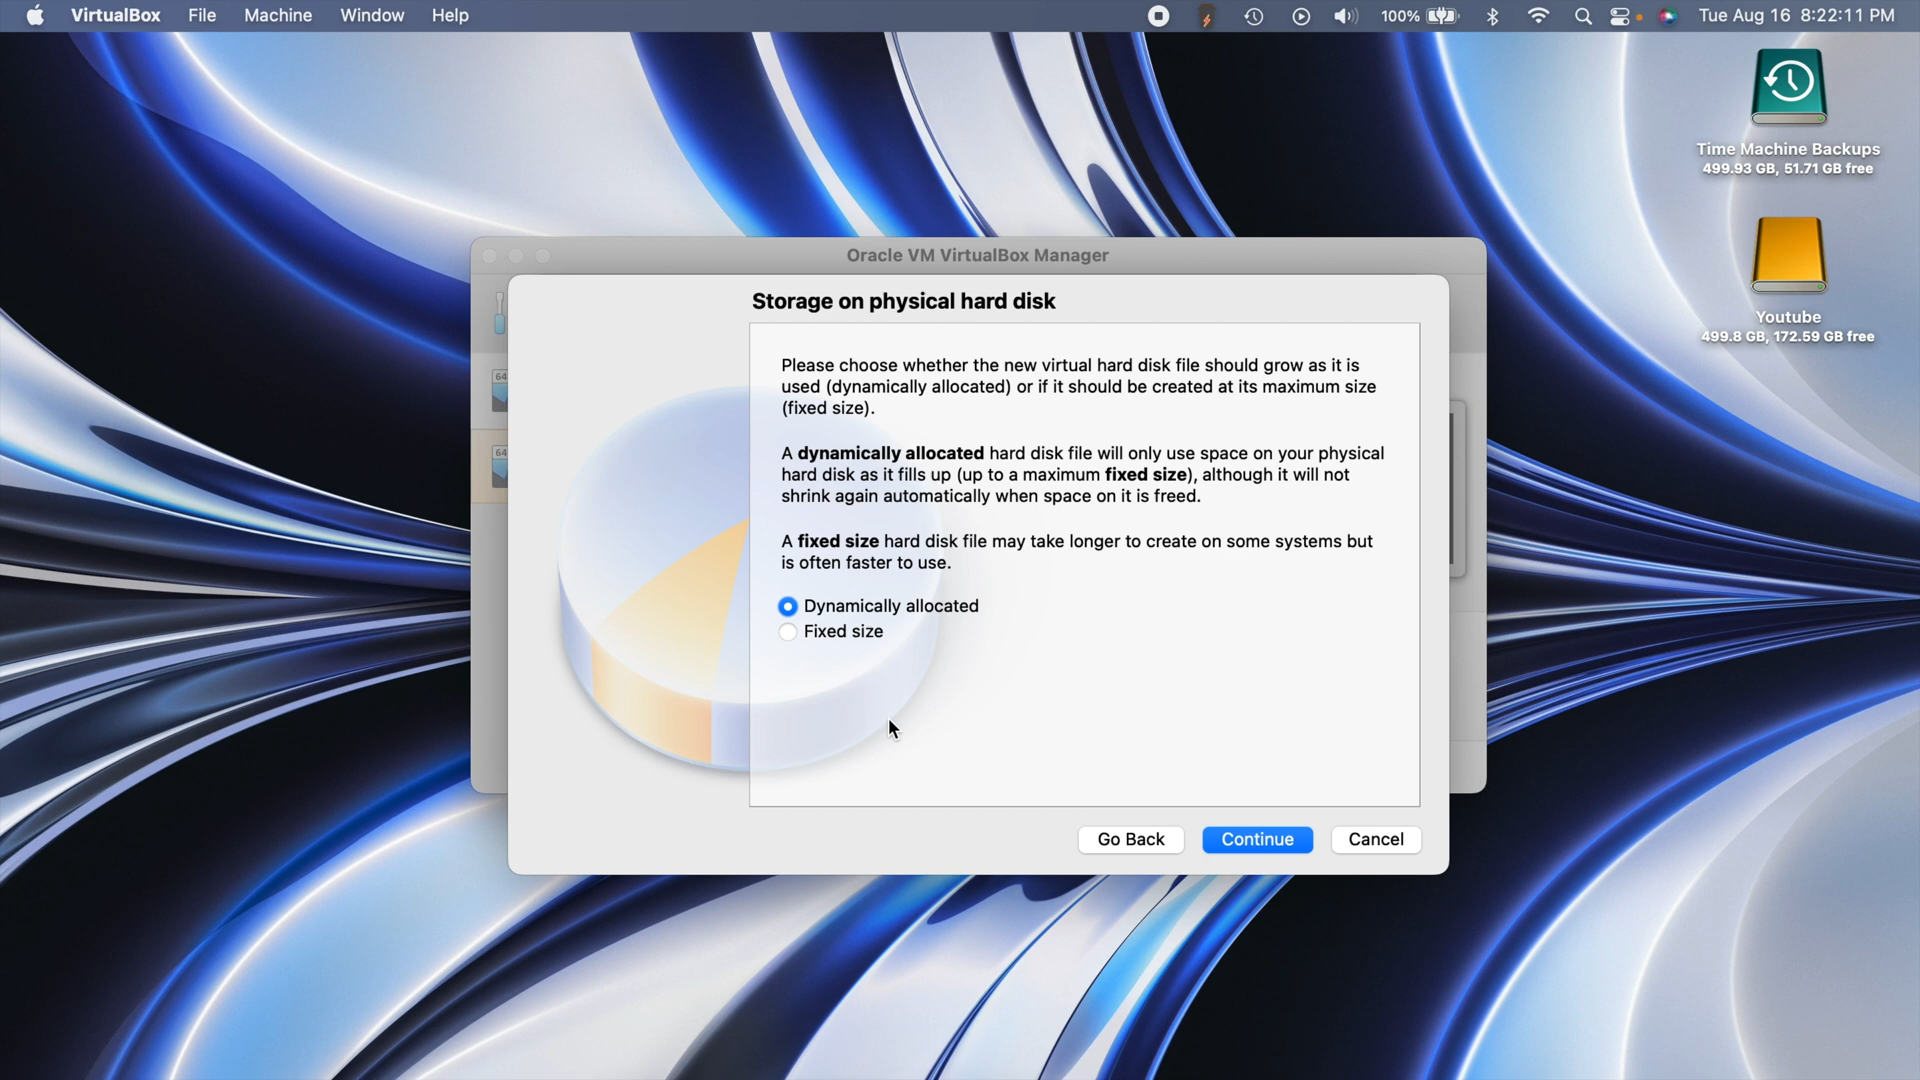 VirtualBox File Machine Window Help
100% Tue Aug 16 8:22:11 PM
Time Machine Backups
499.93 GB, 51.71 GB free
Youtube
499.8 GB, 172.59 GB free
Oracle VM VirtualBox Manager
64
64
Storage on physical hard disk
Please choose whether the new virtual hard disk file should grow as it is
used (dynamically allocated) or if it should be created at its maximum size
(fixed size).
A dynamically allocated hard disk file will only use space on your physical
hard disk as it fills up (up to a maximum fixed size), although it will not
shrink again automatically when space on it is freed.
A fixed size hard disk file may take longer to create on some systems but
is often faster to use.
Dynamically allocated
Fixed size
Go Back Continue Cancel